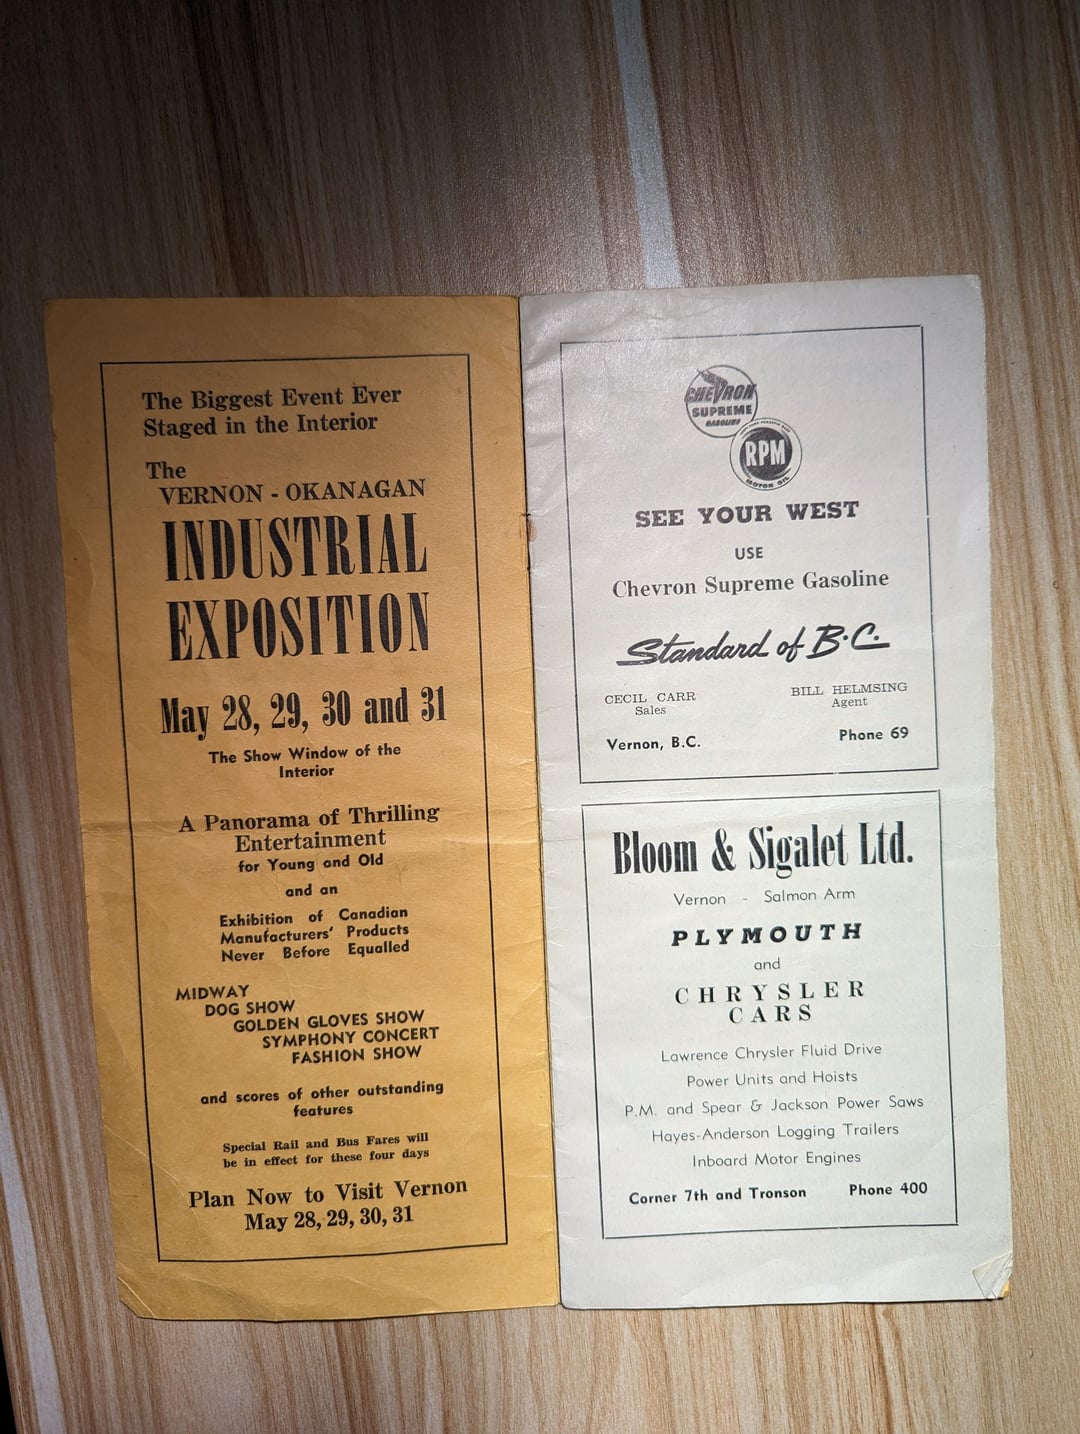 The Biggest Event Ever
Staged in the Interior
The
VERNON - OKANAGAN
INDUSTRIAL
EXPOSITION
May 28, 29, 30 and 31
The Show Window of the
Interior
A Panorama of Thrilling
Entertainment
for Young and Old
and an
Exhibition of Canadian
Manufacturers' Products
Never Before Equalled
MIDWAY
DOG SHOW
GOLDEN GLOVES SHOW
SYMPHONY CONCERT
FASHION SHOW
and scores of other outstanding
features
Special Rail and Bus Fares will
be in effect for these four days
Plan Now to Visit Vernon
May 28, 29, 30, 31
CHEVRON
SUPREME
GASOLINE
RPM
MOTOR OIL
SEE YOUR WEST
USE
Chevron Supreme Gasoline
Standard of B.C.
CECIL CARR
Sales
BILL HELMSING
Agent
Vernon, B.C.
Phone 69
Bloom & Sigalet Ltd.
Vernon - Salmon Arm
PLYMOUTH
and
CHRYSLER
CARS
Lawrence Chrysler Fluid Drive
Power Units and Hoists
P.M. and Spear & Jackson Power Saws
Hayes-Anderson Logging Trailers
Inboard Motor Engines
Corner 7th and Tronson Phone 400